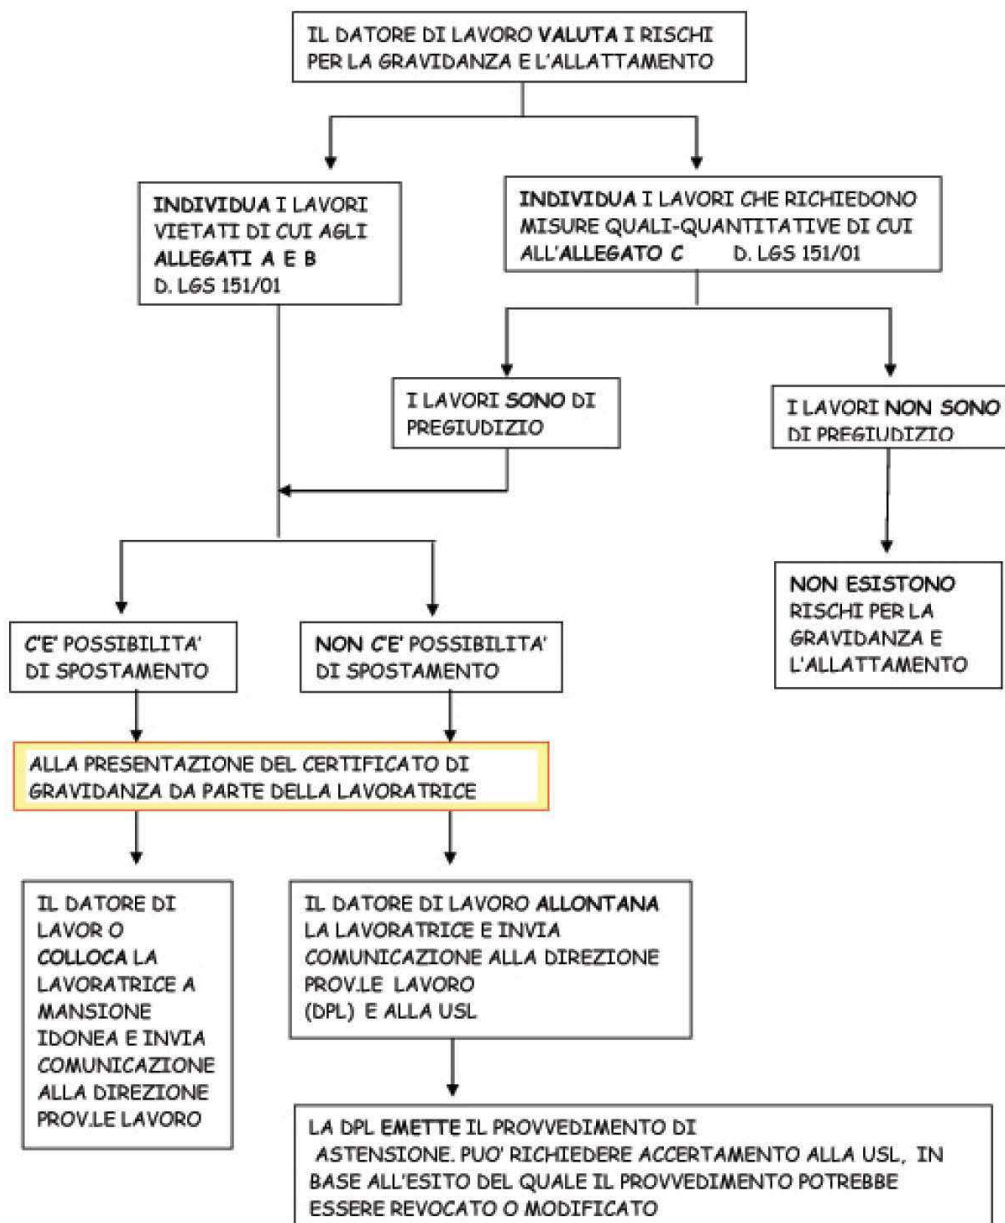 IL DATORE DI LAVORO VALUTA I RISCHI
PER LA GRAVIDANZA E L'ALLATTAMENTO
INDIVIDUA I LAVORI
VIETATI DI CUI AGLI
ALLEGATI A E B
D. LGS 151/01
INDIVIDUA I LAVORI CHE RICHIEDONO
MISURE QUALI-QUANTITATIVE DI CUI
ALL'ALLEGATO C D. LGS 151/01
I LAVORI SONO DI
PREGIUDIZIO
I LAVORI NON SONO
DI PREGIUDIZIO
NON ESISTONO
RISCHI PER LA
GRAVIDANZA E
L'ALLATTAMENTO
C'E' POSSIBILITA'
DI SPOSTAMENTO
NON C'E' POSSIBILITA'
DI SPOSTAMENTO
ALLA PRESENTAZIONE DEL CERTIFICATO DI
GRAVIDANZA DA PARTE DELLA LAVORATRICE
IL DATORE DI
LAVOR O
COLLOCA LA
LAVORATRICE A
MANSIONE
IDONEA E INVIA
COMUNICAZIONE
ALLA DIREZIONE
PROV.LE LAVORO
IL DATORE DI LAVORO ALLONTANA
LA LAVORATRICE E INVIA
COMUNICAZIONE ALLA DIREZIONE
PROV.LE LAVORO
(DPL) E ALLA USL
LA DPL EMETTE IL PROVVEDIMENTO DI
ASTENSIONE. PUO' RICHIEDERE ACCERTAMENTO ALLA USL, IN
BASE ALL'ESITO DEL QUALE IL PROVVEDIMENTO POTREBBE
ESSERE REVOCATO O MODIFICATO